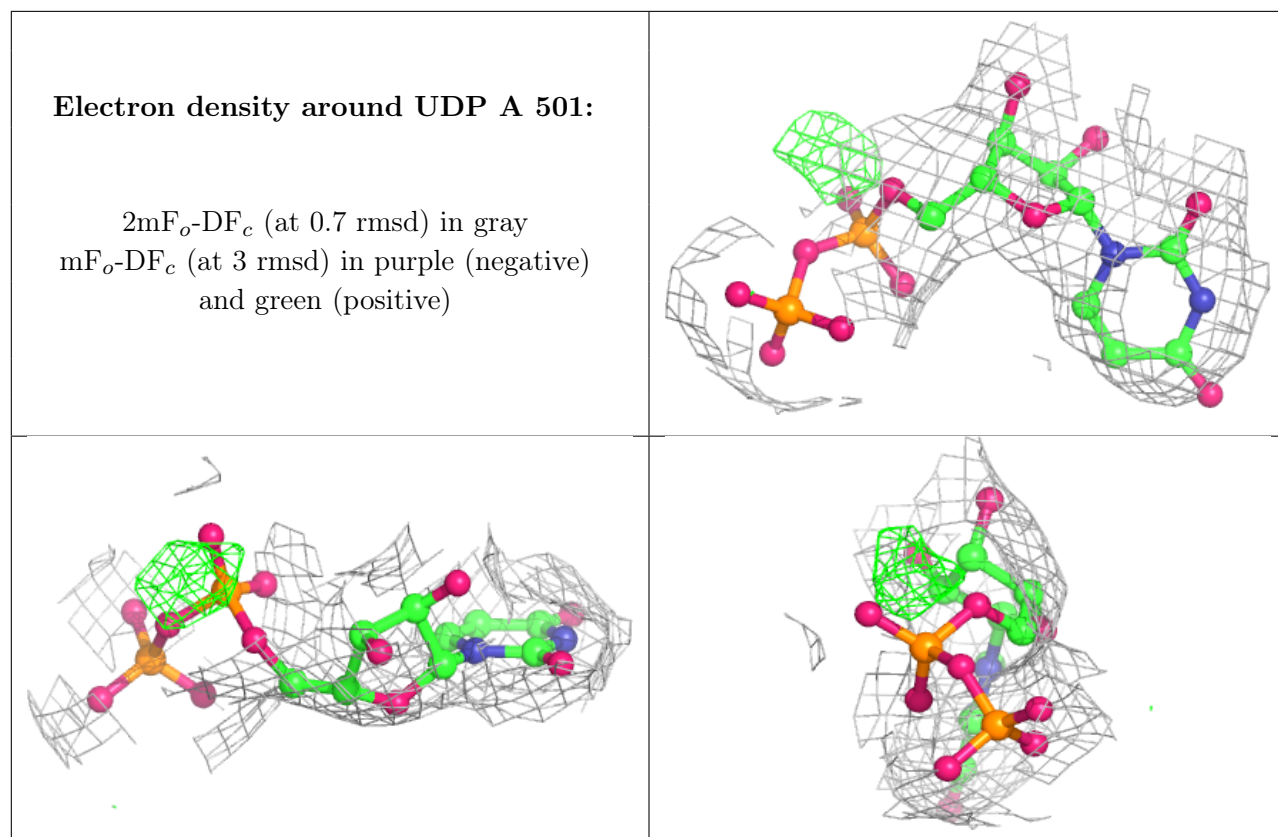 Electron density around UDP A 501:
2mFo-DFc (at 0.7 rmsd) in gray
mFo-DFc (at 3 rmsd) in purple (negative)
and green (positive)